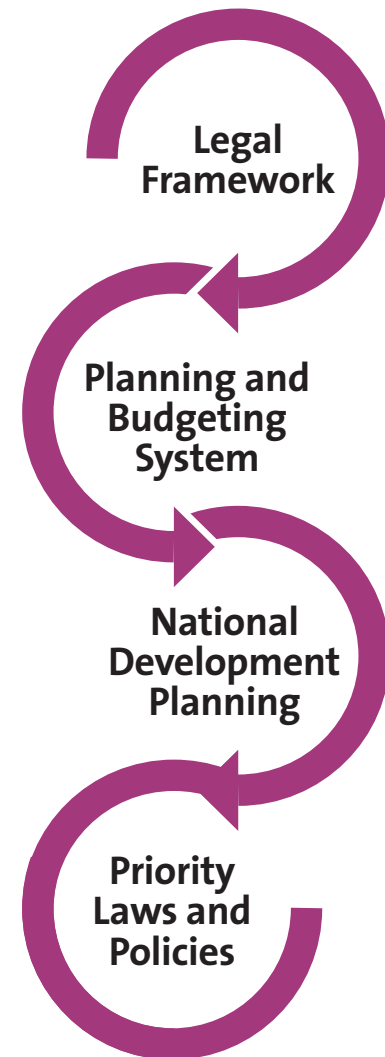 Legal
Framework
Planning and
Budgeting
System
National
Development
Planning
Priority
Laws and
Policies